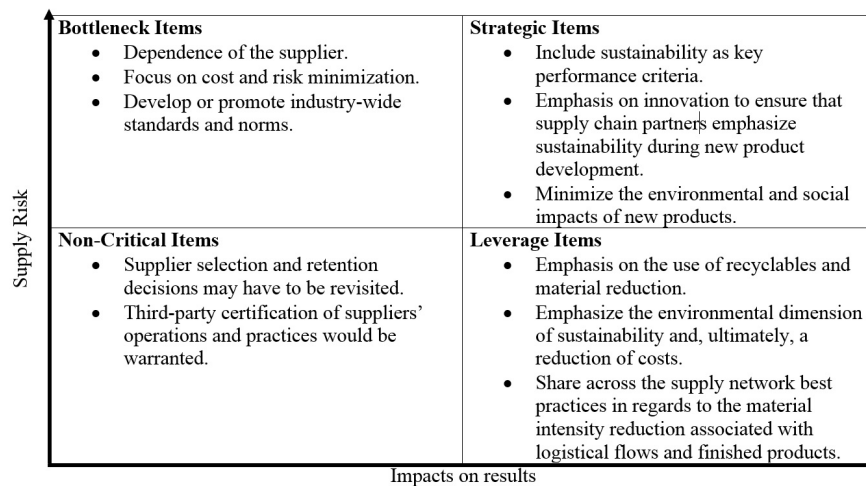 Supply Risk
Bottleneck Items
• Dependence of the supplier.
• Focus on cost and risk minimization.
• Develop or promote industry-wide
standards and norms.
Strategic Items
• Include sustainability as key
performance criteria.
• Emphasis on innovation to ensure that
supply chain partners emphasize
sustainability during new product
development.
• Minimize the environmental and social
impacts of new products.
Non-Critical Items
• Supplier selection and retention
decisions may have to be revisited.
• Third-party certification of suppliers’
operations and practices would be
warranted.
Leverage Items
• Emphasis on the use of recyclables and
material reduction.
• Emphasize the environmental dimension
of sustainability and, ultimately, a
reduction of costs.
• Share across the supply network best
practices in regards to the material
intensity reduction associated with
logistical flows and finished products.
Impacts on results